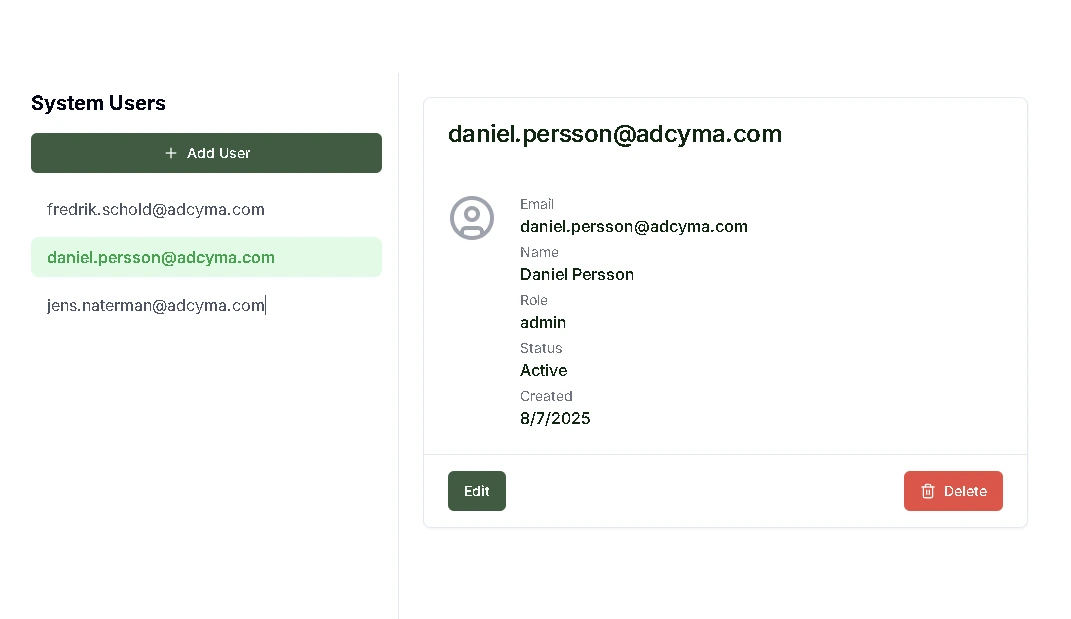 System Users
+ Add User
fredrik.schold@adcyma.com
daniel.persson@adcyma.com
jens.naterman@adcyma.com
daniel.persson@adcyma.com
Email
daniel.persson@adcyma.com
Name
Daniel Persson
Role
admin
Status
Active
Created
8/7/2025
Edit
Delete